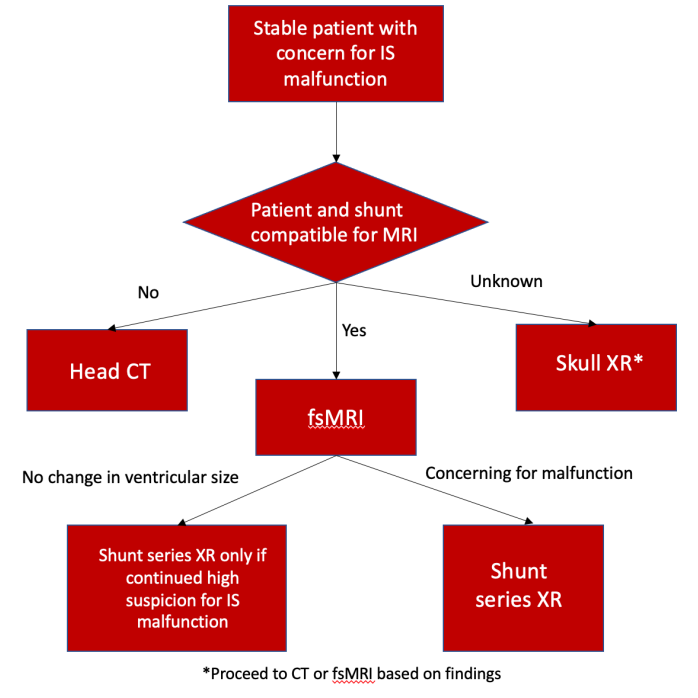 Stable patient with
concern for IS
malfunction
Patient and shunt
compatible for MRI
No
Unknown
Yes
Head CT
Skull XR*
fsMRI
No change in ventricular size
Concerning for malfunction
Shunt series XR only if
continued high
suspicion for IS
malfunction
Shunt
series XR
*Proceed to CT or fsMRI based on findings